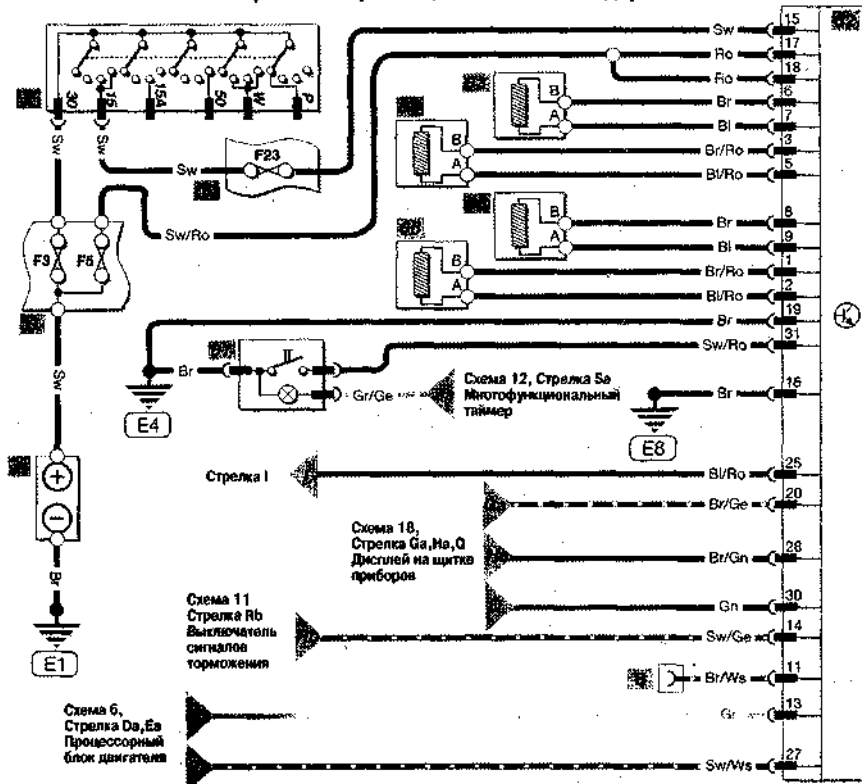 Sw
15
Ro
17
Ro
18
30
15
15A
50
W
P
B
Br
6
A
Bl
7
B
Br/Ro
3
A
Bl/Ro
5
Sw
Sw
F23
Sw
B
Br
8
A
Bl
9
Sw/Ro
F3
F5
B
Br/Ro
1
A
Bl/Ro
2
Br
19
Sw/Ro
31
Br
II
Gr/Ge
Схема 12, Стрелка Sa
Многофункциональный
таймер
E4
Br
16
E8
Sw
+
−
Br
E1
Стрелка I
Bl/Ro
25
Br/Ge
20
Схема 18,
Стрелка Ga,Ha,Q
Дисплей на щитке
приборов
Br/Gn
28
Gn
30
Схема 11
Стрелка Rb
Выключатель
сигналов
торможения
Sw/Ge
14
Br/Ws
11
Схема 6,
Стрелка Da,Ea
Процессорный
блок двигателя
Gr
13
Sw/Ws
27